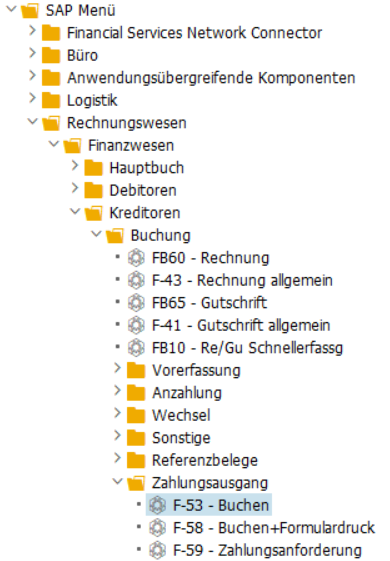 SAP Menü
Financial Services Network Connector
Büro
Anwendungsübergreifende Komponenten
Logistik
Rechnungswesen
Finanzwesen
Hauptbuch
Debitoren
Kreditoren
Buchung
FB60 - Rechnung
F-43 - Rechnung allgemein
FB65 - Gutschrift
F-41 - Gutschrift allgemein
FB10 - Re/Gu Schnellerfassg
Vorerfassung
Anzahlung
Wechsel
Sonstige
Referenzbelege
Zahlungsausgang
F-53 - Buchen
F-58 - Buchen+Formulardruck
F-59 - Zahlungsanforderung